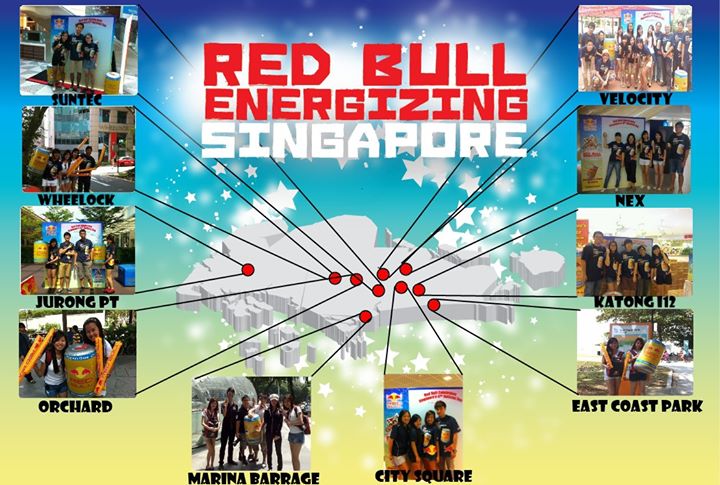 RED BULL
ENERGIZING
SINGAPORE
SUNTEC
VELOCITY
WHEELOCK
NEX
JURONG PT
KATONG 112
ORCHARD
EAST COAST PARK
MARINA BARRAGE
CITY SQUARE